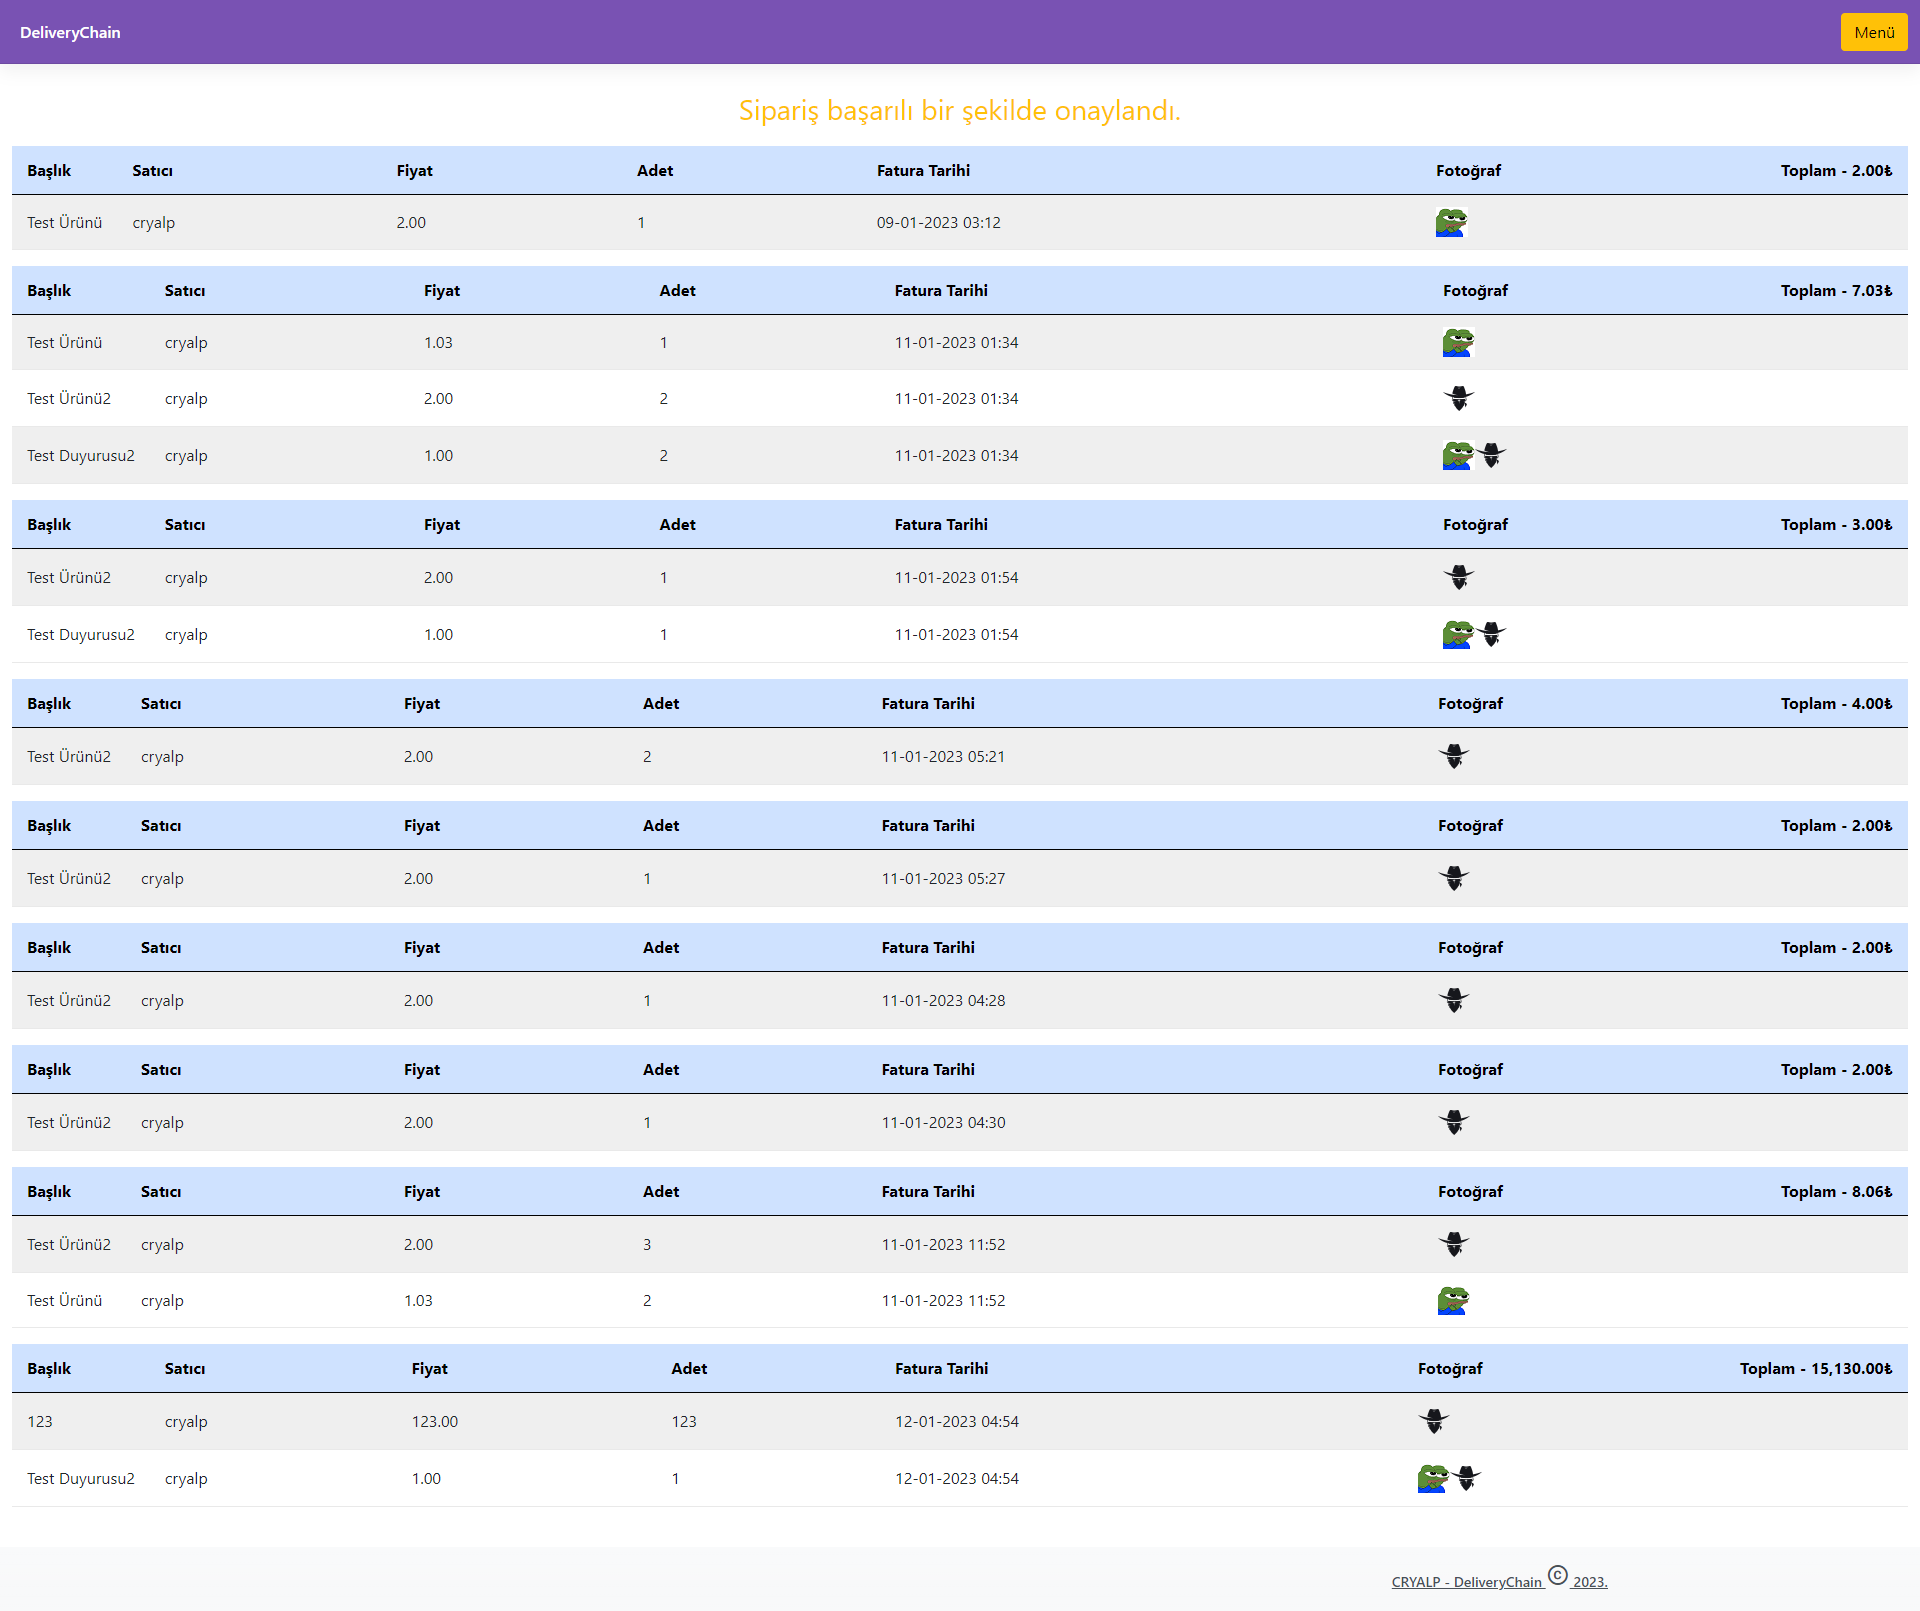 DeliveryChain Menü
Sipariş başarılı bir şekilde onaylandı.
Başlık Satıcı Fiyat Adet Fatura Tarihi Fotoğraf Toplam - 2.00₺
Test Ürünü cryalp 2.00 1 09-01-2023 03:12
Başlık Satıcı Fiyat Adet Fatura Tarihi Fotoğraf Toplam - 7.03₺
Test Ürünü cryalp 1.03 1 11-01-2023 01:34
Test Ürünü2 cryalp 2.00 2 11-01-2023 01:34
Test Duyurusu2 cryalp 1.00 2 11-01-2023 01:34
Başlık Satıcı Fiyat Adet Fatura Tarihi Fotoğraf Toplam - 3.00₺
Test Ürünü2 cryalp 2.00 1 11-01-2023 01:54
Test Duyurusu2 cryalp 1.00 1 11-01-2023 01:54
Başlık Satıcı Fiyat Adet Fatura Tarihi Fotoğraf Toplam - 4.00₺
Test Ürünü2 cryalp 2.00 2 11-01-2023 05:21
Başlık Satıcı Fiyat Adet Fatura Tarihi Fotoğraf Toplam - 2.00₺
Test Ürünü2 cryalp 2.00 1 11-01-2023 05:27
Başlık Satıcı Fiyat Adet Fatura Tarihi Fotoğraf Toplam - 2.00₺
Test Ürünü2 cryalp 2.00 1 11-01-2023 04:28
Başlık Satıcı Fiyat Adet Fatura Tarihi Fotoğraf Toplam - 2.00₺
Test Ürünü2 cryalp 2.00 1 11-01-2023 04:30
Başlık Satıcı Fiyat Adet Fatura Tarihi Fotoğraf Toplam - 8.06₺
Test Ürünü2 cryalp 2.00 3 11-01-2023 11:52
Test Ürünü cryalp 1.03 2 11-01-2023 11:52
Başlık Satıcı Fiyat Adet Fatura Tarihi Fotoğraf Toplam - 15,130.00₺
123 cryalp 123.00 123 12-01-2023 04:54
Test Duyurusu2 cryalp 1.00 1 12-01-2023 04:54
CRYALP - DeliveryChain © 2023.